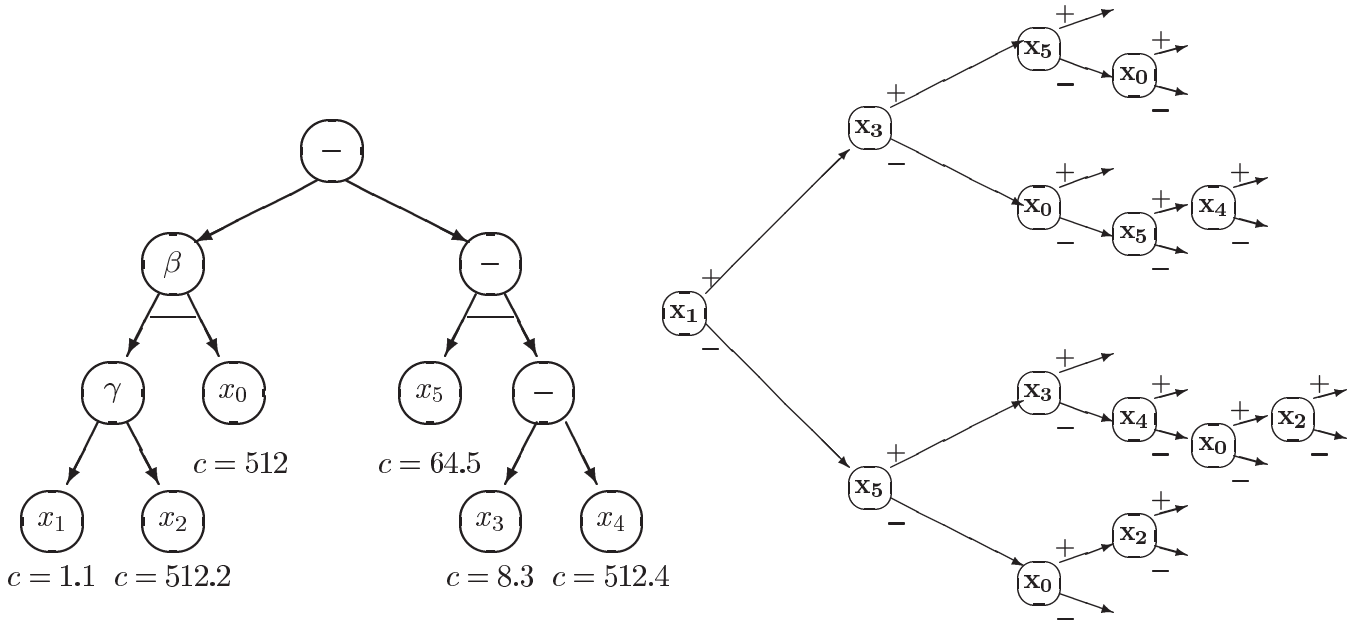 −
β −
γ x₀ x₅ −
c = 512 c = 64.5
x₁ x₂ x₃ x₄
c = 1.1 c = 512.2 c = 8.3 c = 512.4
+
x₅
−
+
x₀
−
+
x₃
−
+
x₀
−
+
x₅
−
+
x₄
−
+
x₁
−
+
x₃
−
+
x₄
−
+
x₀
−
+
x₂
−
+
x₅
−
+
x₂
−
+
x₀
−